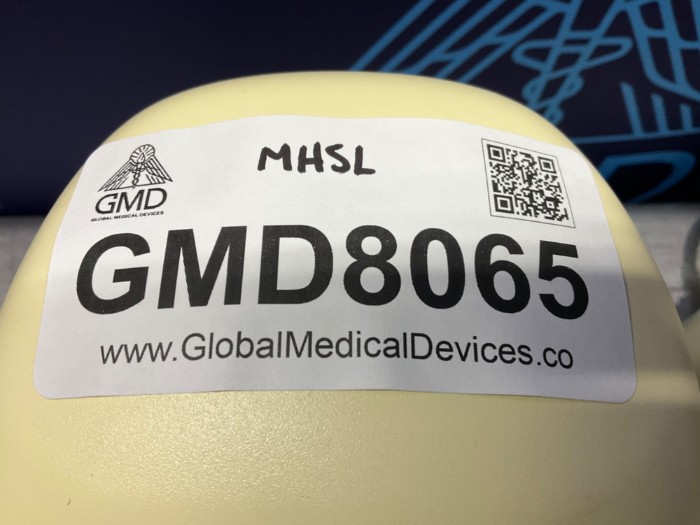 MHSL
GMD
GLOBAL MEDICAL DEVICES
GMD8065
www.GlobalMedicalDevices.co